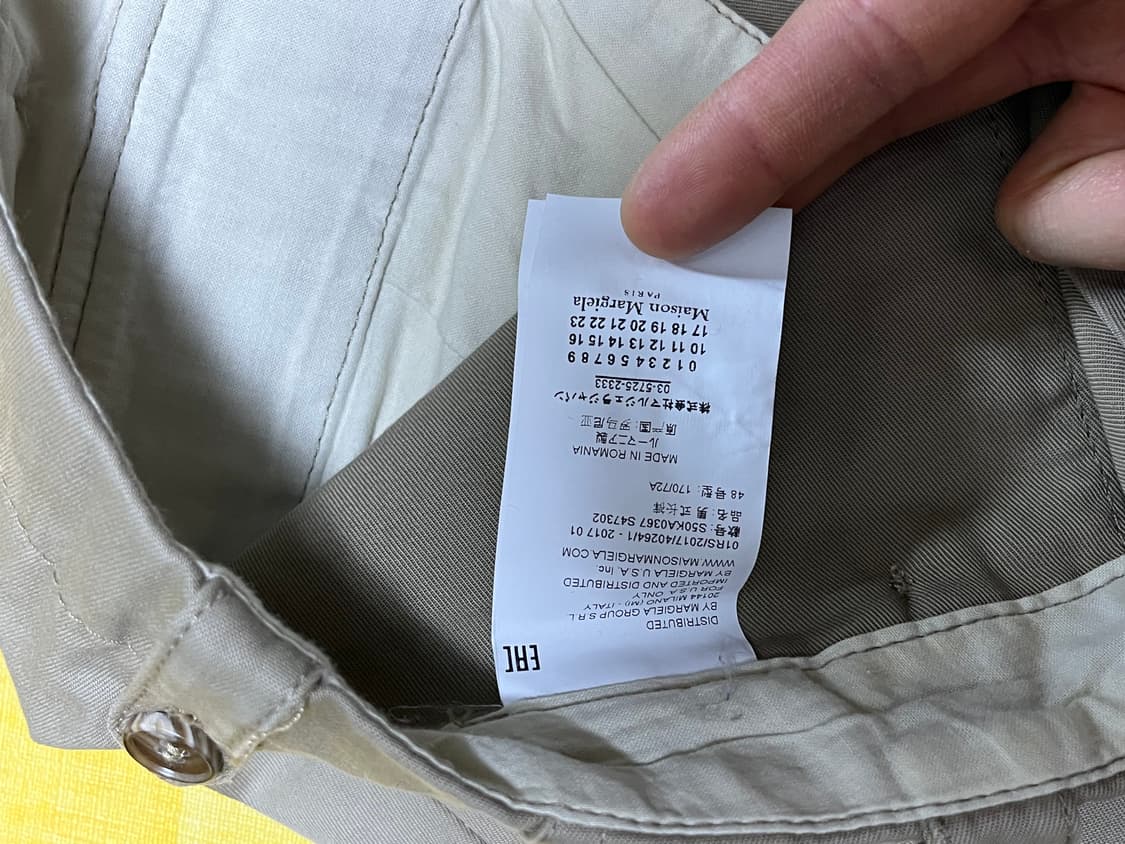 EAC
DISTRIBUTED
BY MARGIELA GROUP S.R.L
20144 MILANO (MI) - ITALY
FOR U.S.A. ONLY
IMPORTED AND DISTRIBUTED
BY MARGIELA U.S.A. Inc.
WWW.MAISONMARGIELA.COM
01RS/2017/40264/1 - 2017 01
款号: S50KA0367 S47302
品名: 男 式 长裤
48 号型: 170/72A
MADE IN ROMANIA
ルーマニア製
原产国: 罗马尼亚
株式会社マルジェラジャパン
03-5725-2333
0 1 2 3 4 5 6 7 8 9
10 11 12 13 14 15 16
17 18 19 20 21 22 23
Maison Margiela
PARIS